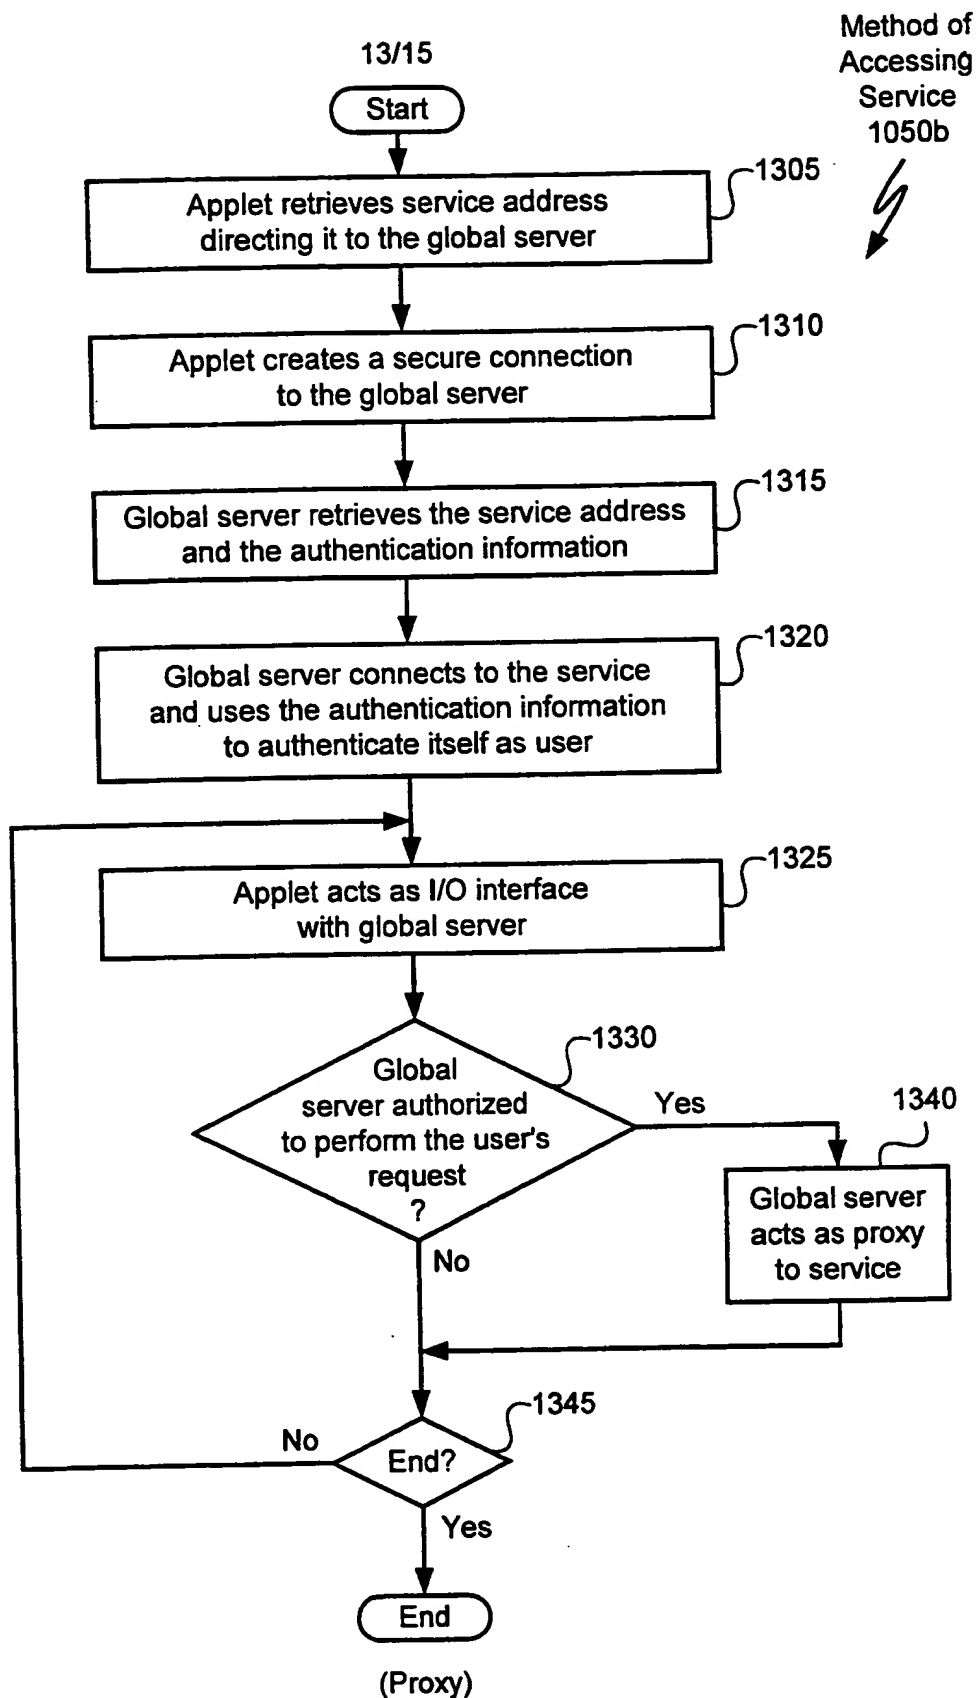 13/15
Method of
Accessing
Service
1050b
Start
1305
Applet retrieves service address
directing it to the global server
1310
Applet creates a secure connection
to the global server
1315
Global server retrieves the service address
and the authentication information
1320
Global server connects to the service
and uses the authentication information
to authenticate itself as user
1325
Applet acts as I/O interface
with global server
1330
Global
server authorized
to perform the user's
request
?
Yes
1340
Global server
acts as proxy
to service
No
1345
No
End?
Yes
End
(Proxy)